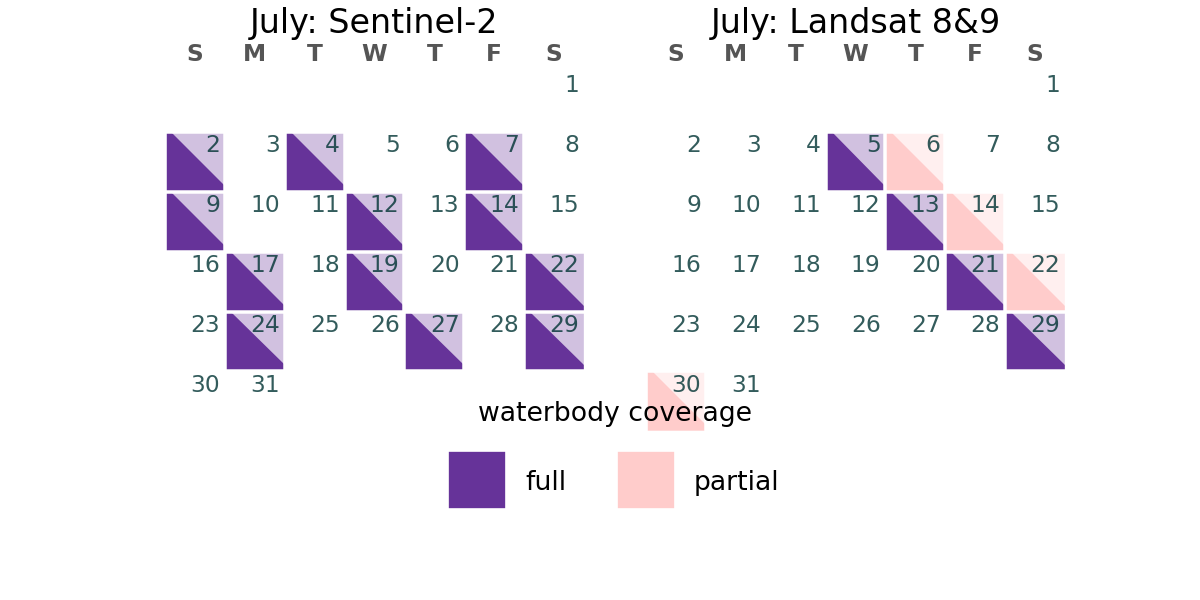 July: Sentinel-2
S M T W T F S
1
2 3 4 5 6 7 8
9 10 11 12 13 14 15
16 17 18 19 20 21 22
23 24 25 26 27 28 29
30 31
July: Landsat 8&9
S M T W T F S
1
2 3 4 5 6 7 8
9 10 11 12 13 14 15
16 17 18 19 20 21 22
23 24 25 26 27 28 29
30 31
waterbody coverage
full
partial